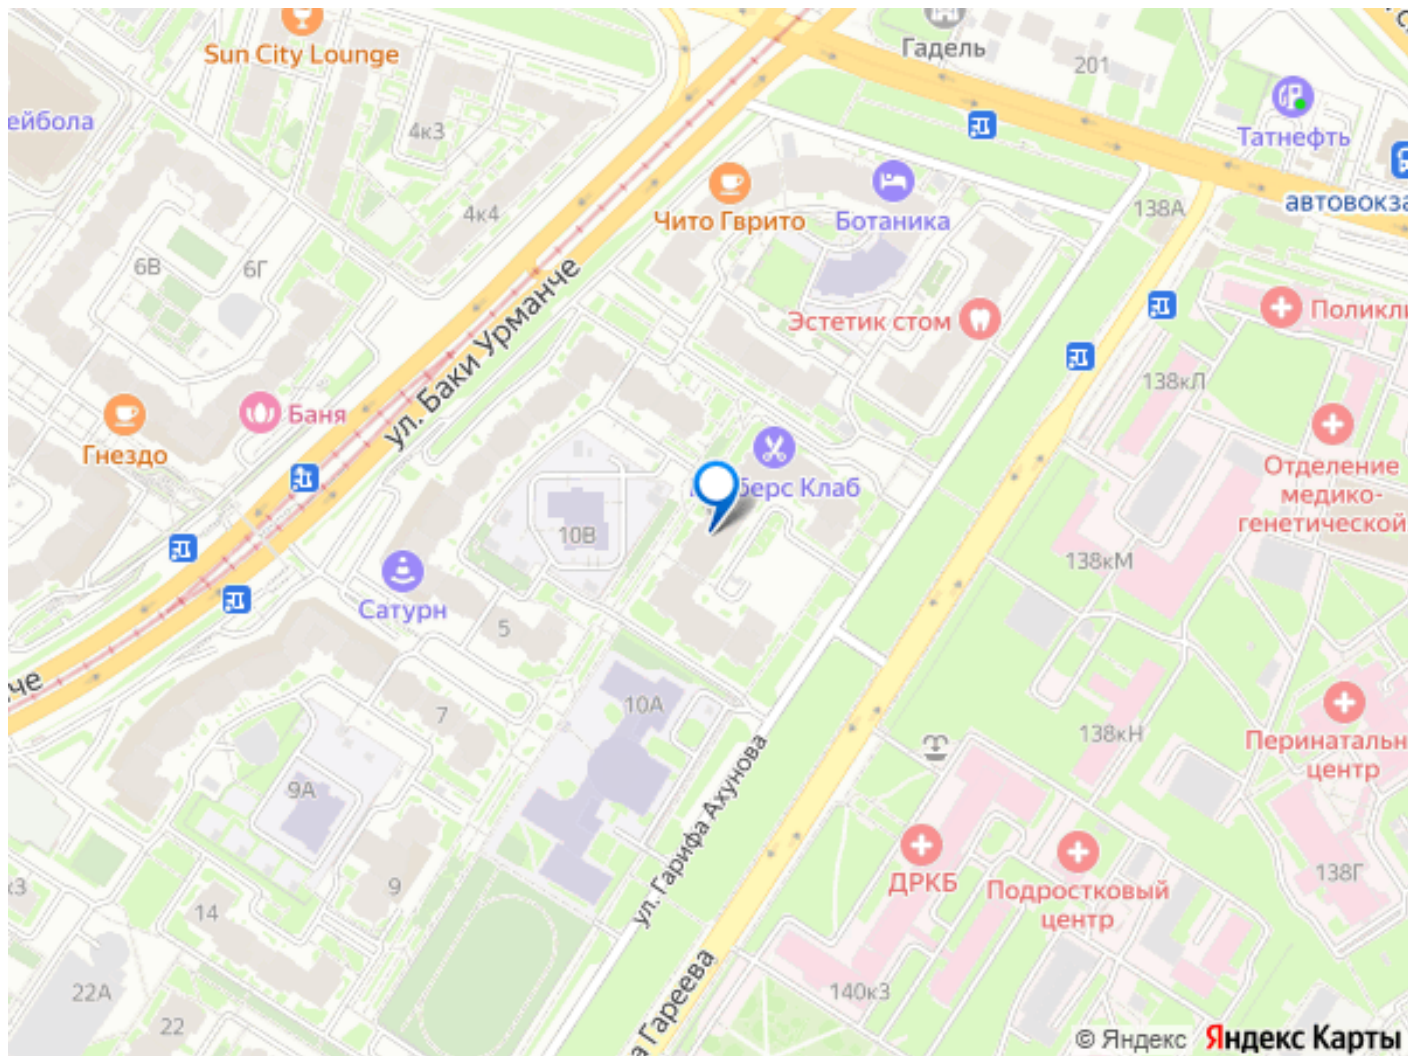 Sun City Lounge
Гадель
201
Татнефть
ейбола
4к3
автовокза
Чито Гврито
Ботаника
138А
4к4
6В
6Г
ул. Баки Урманче
Эстетик стом
Поликли
138кЛ
Баня
Гнездо
Отделение
медико-
генетической
берс Клаб
10В
138кМ
Сатурн
5
че
10А
7
138кН
Перинатальн
центр
9А
ул. Гарифа Ахунова
ДРКБ
Подростковый
центр
138Г
к3
9
14
22А
22
140к3
а Гареева
© Яндекс Яндекс Карты